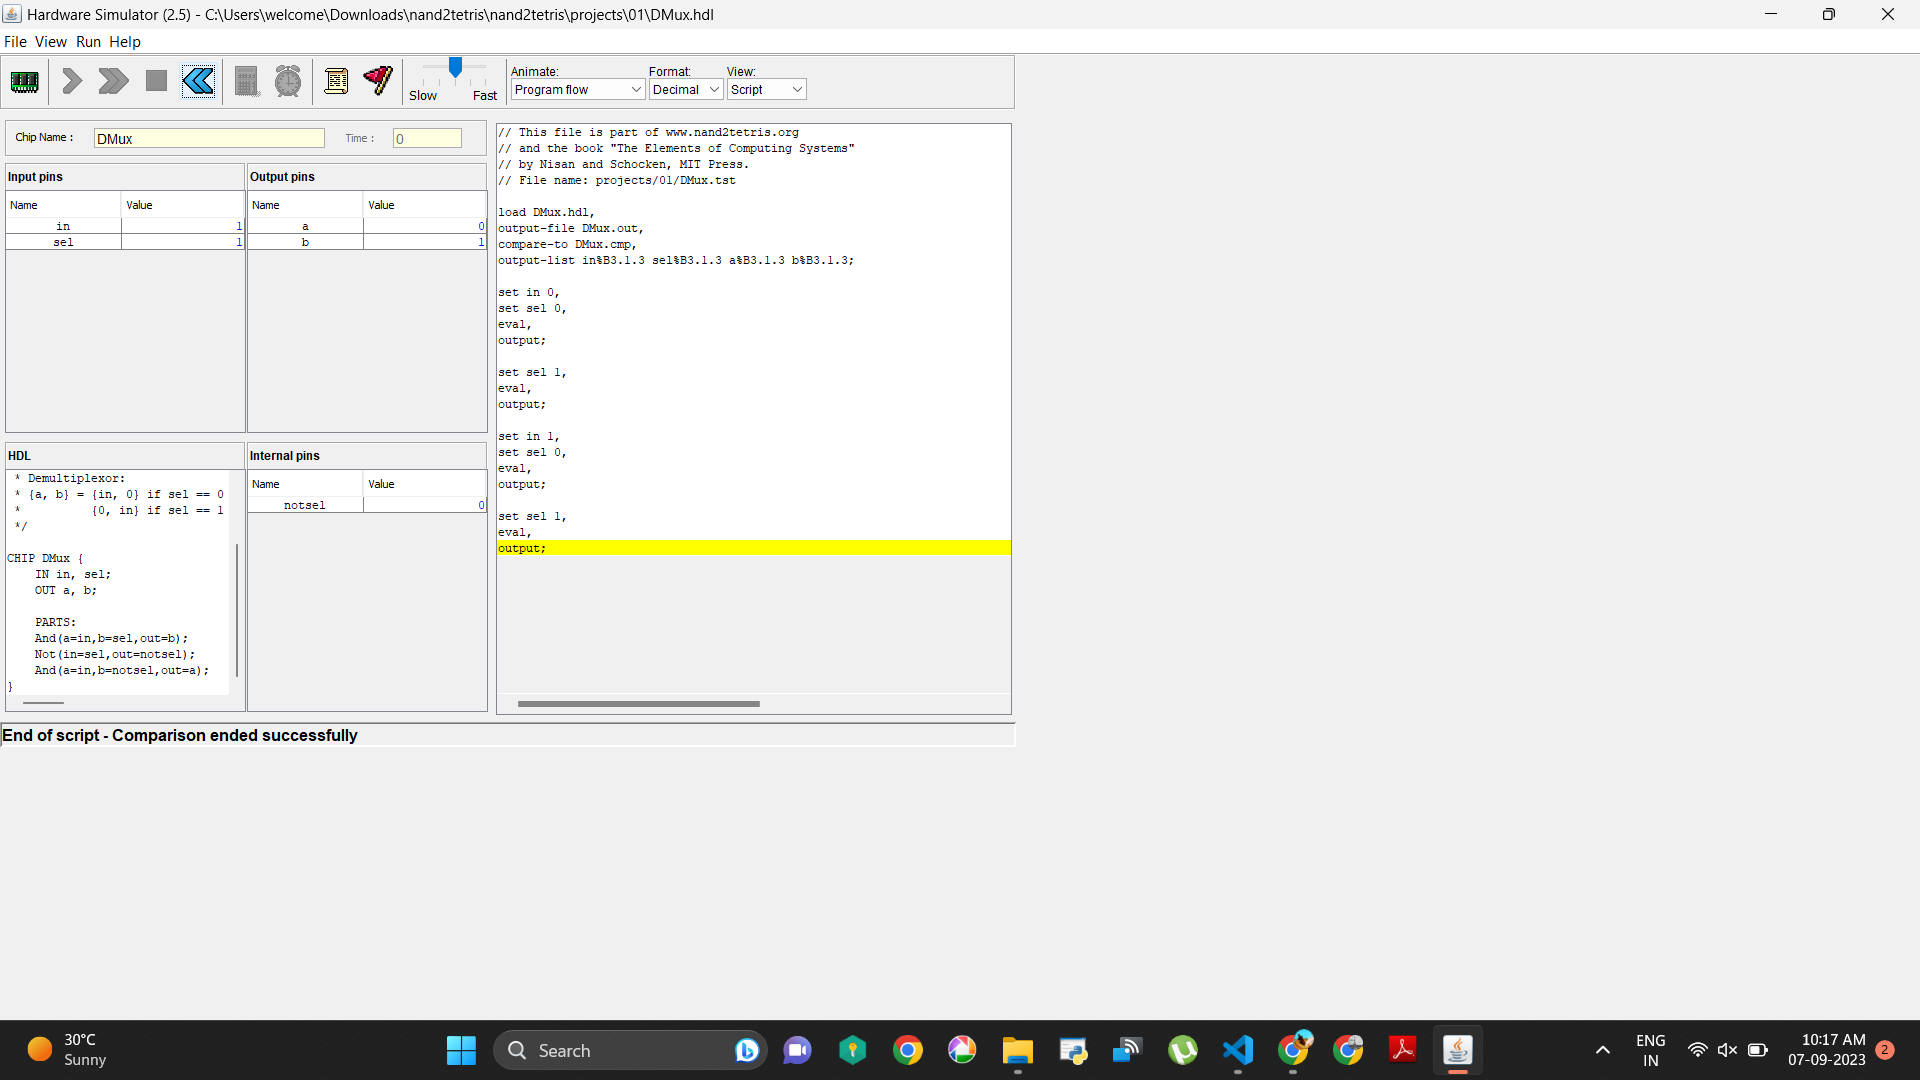 Hardware Simulator (2.5) - C:\Users\welcome\Downloads\nand2tetris\nand2tetris\projects\01\DMux.hdl
File View Run Help
Slow Fast
Animate: Format: View:
Program flow Decimal Script
Chip Name : DMux Time : 0
Input pins
Name Value
in 1
sel 1
Output pins
Name Value
a 0
b 1
HDL
* Demultiplexor:
* {a, b} = {in, 0} if sel == 0
* {0, in} if sel == 1
*/
CHIP DMux {
IN in, sel;
OUT a, b;
PARTS:
And(a=in,b=sel,out=b);
Not(in=sel,out=notsel);
And(a=in,b=notsel,out=a);
}
Internal pins
Name Value
notsel 0
// This file is part of www.nand2tetris.org
// and the book "The Elements of Computing Systems"
// by Nisan and Schocken, MIT Press.
// File name: projects/01/DMux.tst
load DMux.hdl,
output-file DMux.out,
compare-to DMux.cmp,
output-list in%B3.1.3 sel%B3.1.3 a%B3.1.3 b%B3.1.3;
set in 0,
set sel 0,
eval,
output;
set sel 1,
eval,
output;
set in 1,
set sel 0,
eval,
output;
set sel 1,
eval,
output;
End of script - Comparison ended successfully
30°C
Sunny
Search
ENG
IN
10:17 AM
07-09-2023
2